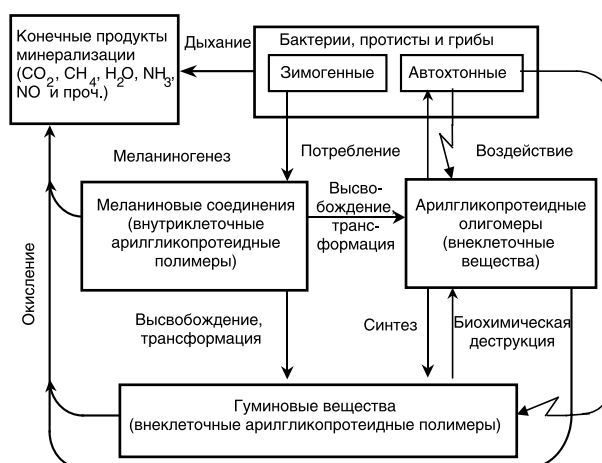 Конечные продукты
минерализации
(CO2, CH4, H2O, NH3,
NO и проч.)
Дыхание
Бактерии, протисты и грибы
Зимогенные
Автохтонные
Меланиногенез
Потребление
Воздействие
Меланиновые соединения
(внутриклеточные
арилгликопротеидные
полимеры)
Высво-
бождение,
транс-
формация
Арилгликопротеидные
олигомеры
(внеклеточные
вещества)
Окисление
Высвобождение,
трансформация
Синтез
Биохимическая
деструкция
Гуминовые вещества
(внеклеточные арилгликопротеидные полимеры)